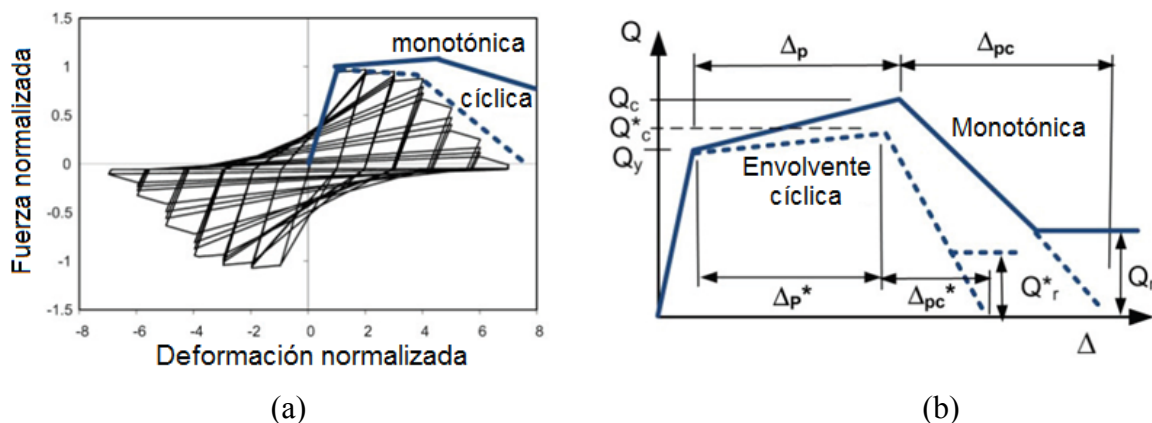 1.5
1
0.5
0
-0.5
-1
-1.5
-8
-6
-4
-2
0
2
4
6
8
Fuerza normalizada
Deformación normalizada
monotónica
cíclica
(a)
Q
Δp
Δpc
Qc
Q*c
Qy
Monotónica
Envolvente
cíclica
Δp*
Δpc*
Q*r
Qr
Δ
(b)